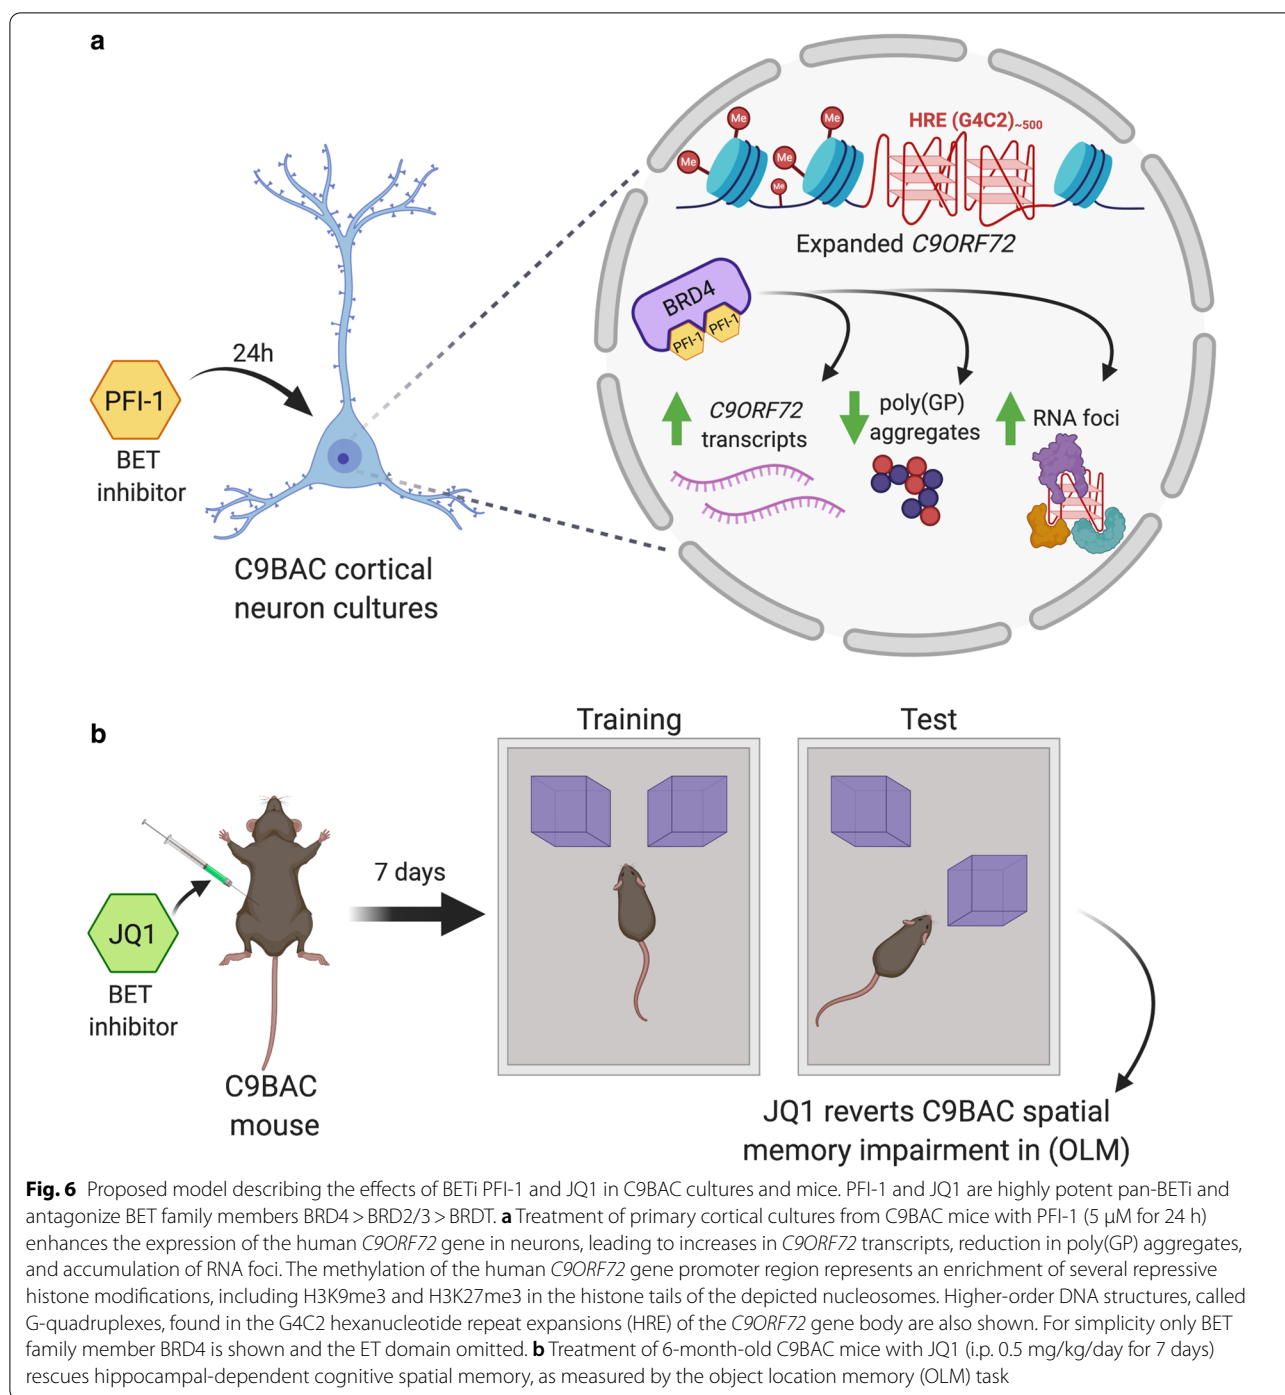 a
Me
Me
Me
Me
Me
HRE (G4C2)~500
Expanded C9ORF72
BRD4
PFI-1
PFI-1
24h
PFI-1
BET
inhibitor
C9ORF72
transcripts
poly(GP)
aggregates
RNA foci
C9BAC cortical
neuron cultures
b
Training
Test
7 days
JQ1
BET
inhibitor
C9BAC
mouse
JQ1 reverts C9BAC spatial
memory impairment in (OLM)
Fig. 6 Proposed model describing the effects of BETi PFI-1 and JQ1 in C9BAC cultures and mice. PFI-1 and JQ1 are highly potent pan-BETi and
antagonize BET family members BRD4 > BRD2/3 > BRDT. a Treatment of primary cortical cultures from C9BAC mice with PFI-1 (5 µM for 24 h)
enhances the expression of the human C9ORF72 gene in neurons, leading to increases in C9ORF72 transcripts, reduction in poly(GP) aggregates,
and accumulation of RNA foci. The methylation of the human C9ORF72 gene promoter region represents an enrichment of several repressive
histone modifications, including H3K9me3 and H3K27me3 in the histone tails of the depicted nucleosomes. Higher-order DNA structures, called
G-quadruplexes, found in the G4C2 hexanucleotide repeat expansions (HRE) of the C9ORF72 gene body are also shown. For simplicity only BET
family member BRD4 is shown and the ET domain omitted. b Treatment of 6-month-old C9BAC mice with JQ1 (i.p. 0.5 mg/kg/day for 7 days)
rescues hippocampal-dependent cognitive spatial memory, as measured by the object location memory (OLM) task